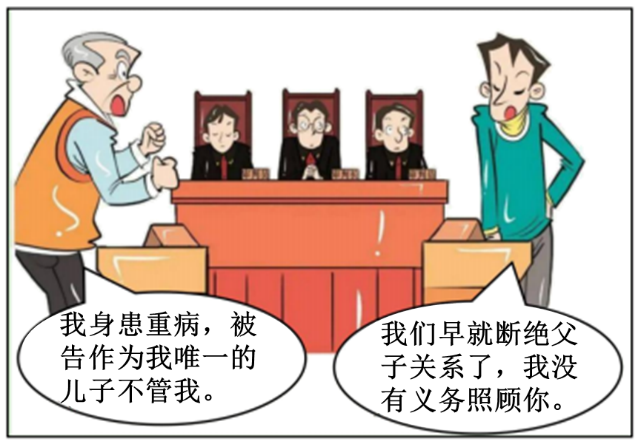 我身患重病，被
告作为我唯一的
儿子不管我。
我们早就断绝父
子关系了，我没
有义务照顾你。